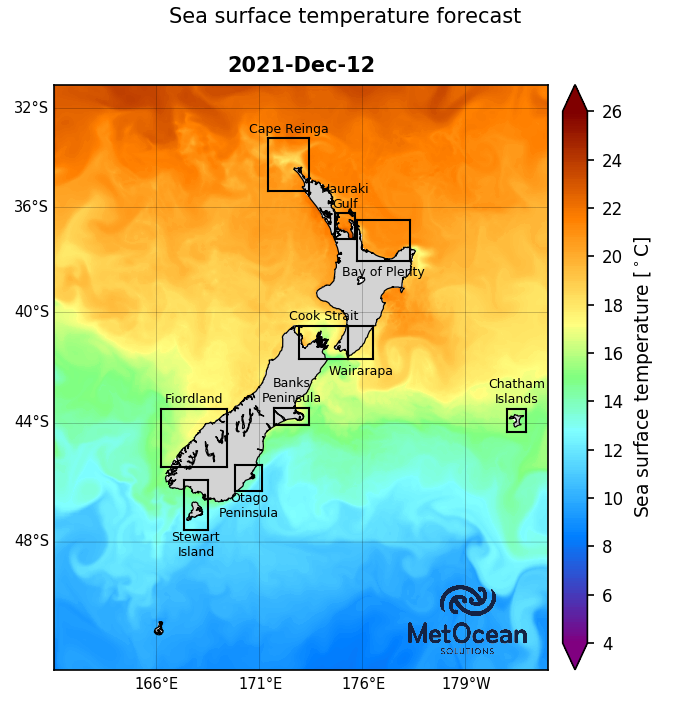 Sea surface temperature forecast
2021-Dec-12
32°S
36°S
40°S
44°S
48°S
Cape Reinga
Hauraki
Gulf
Bay of Plenty
Cook Strait
Wairarapa
Banks
Peninsula
Fiordland
Chatham
Islands
Otago
Peninsula
Stewart
Island
MetOcean
SOLUTIONS
166°E
171°E
176°E
179°W
26
24
22
20
18
16
14
12
10
8
6
4
Sea surface temperature [°C]